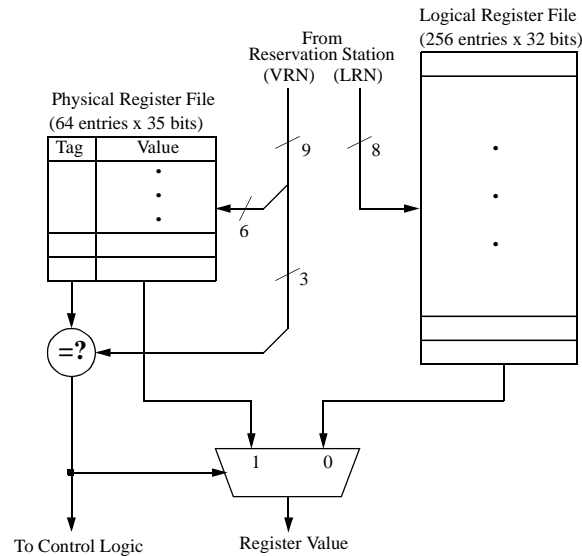 Logical Register File
(256 entries x 32 bits)
From
Reservation Station
(VRN) (LRN)
Physical Register File
(64 entries x 35 bits)
Tag Value
9
8
6
3
=?
1 0
To Control Logic
Register Value